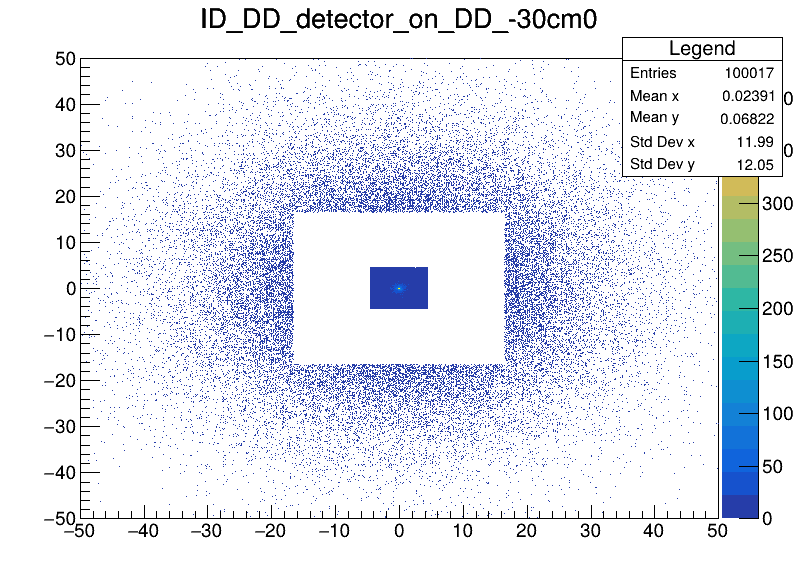 ID_DD_detector_on_DD_-30cm0
Legend
Entries 100017
Mean x 0.02391
Mean y 0.06822
Std Dev x 11.99
Std Dev y 12.05
50
40
30
20
10
0
−10
−20
−30
−40
−50
−50 −40 −30 −20 −10 0 10 20 30 40 50
0
0
300
250
200
150
100
50
0